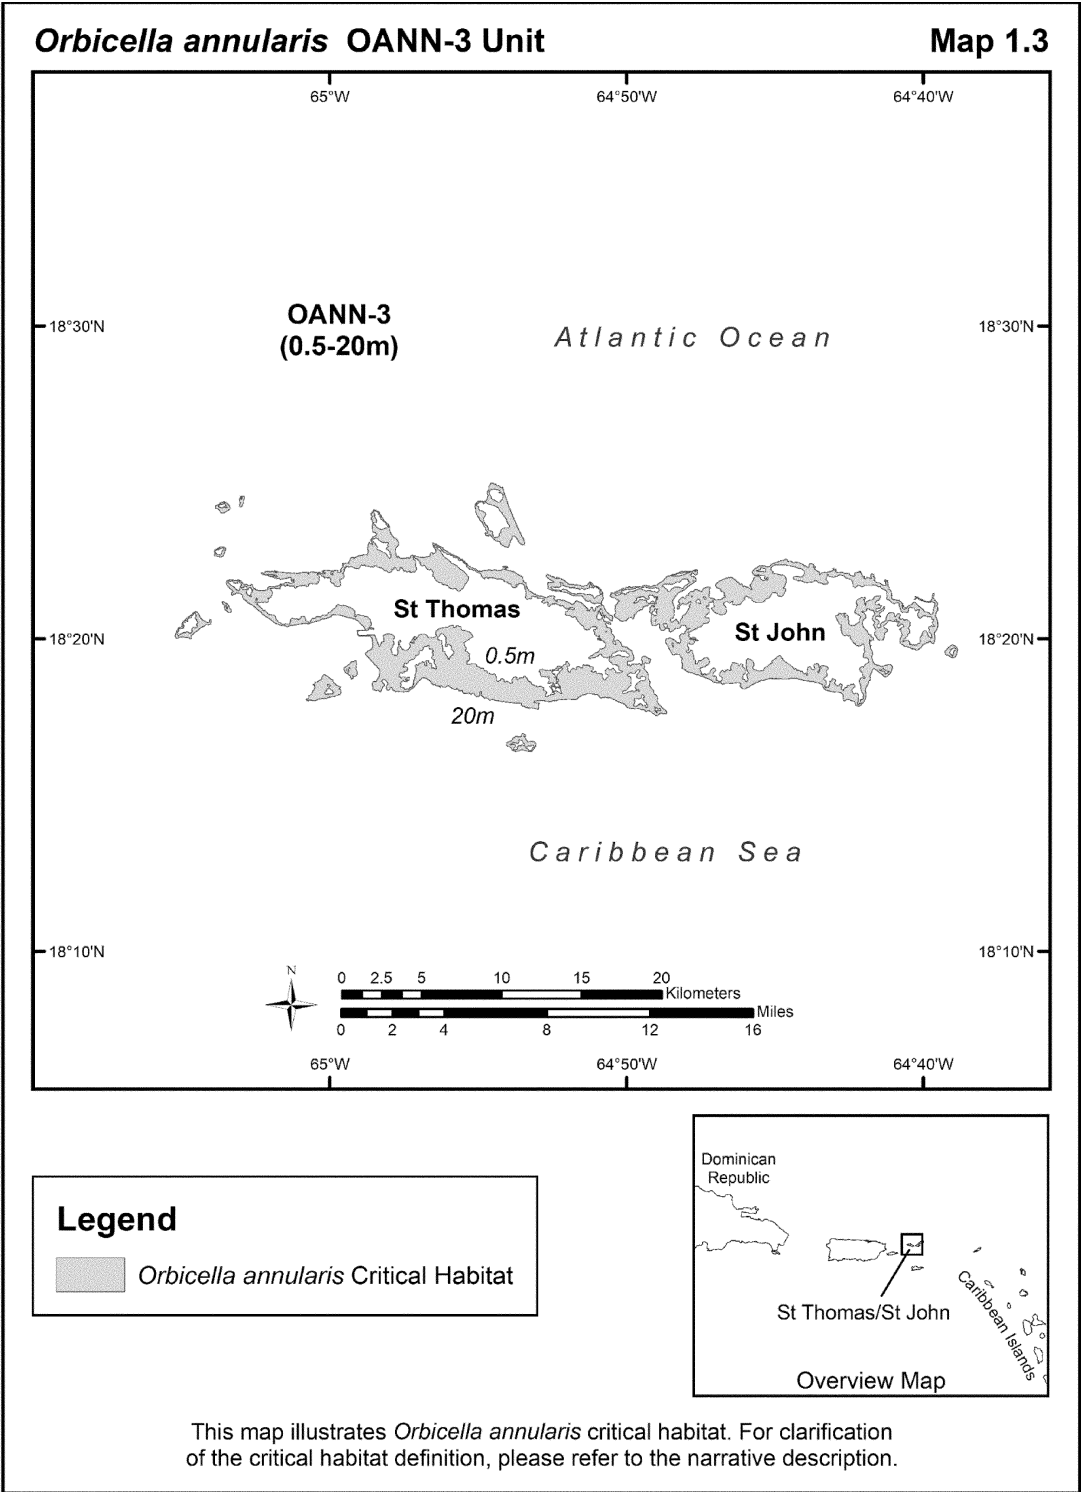 Orbicella annularis OANN-3 Unit
Map 1.3
65°W
64°50'W
64°40'W
OANN-3
(0.5-20m)
18°30'N
18°30'N
Atlantic Ocean
St Thomas
St John
18°20'N
18°20'N
0.5m
20m
Caribbean Sea
18°10'N
18°10'N
N
0 2.5 5 10 15 20
Kilometers
Miles
0 2 4 8 12 16
65°W
64°50'W
64°40'W
Legend
Orbicella annularis Critical Habitat
Dominican
Republic
St Thomas/St John
Caribbean Islands
Overview Map
This map illustrates Orbicella annularis critical habitat. For clarification
of the critical habitat definition, please refer to the narrative description.